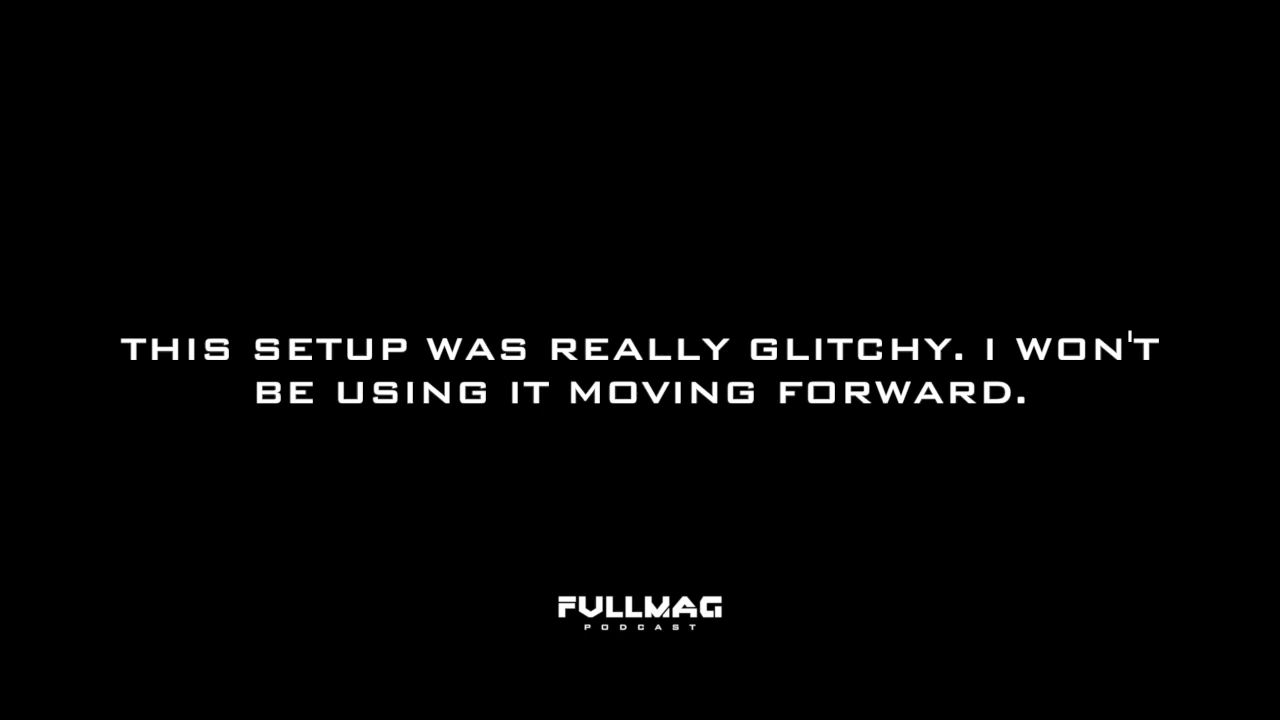 THIS SETUP WAS REALLY GLITCHY. I WON'T
BE USING IT MOVING FORWARD.
FULLMAG
PODCAST